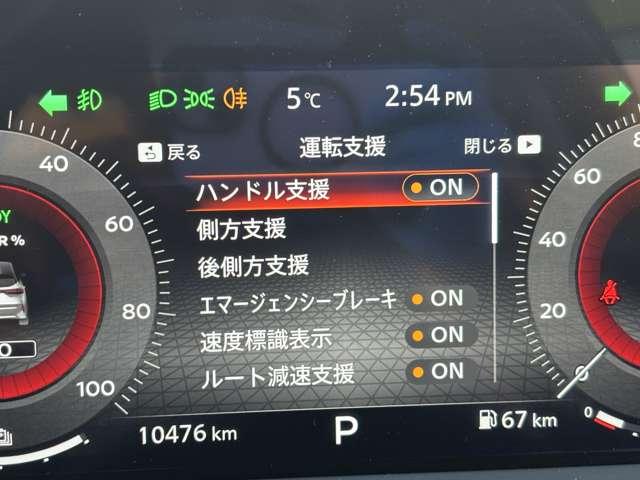 5℃ 2:54 PM
戻る 運転支援 閉じる
ハンドル支援 ON
側方支援
後側方支援
エマージェンシーブレーキ ON
速度標識表示 ON
ルート減速支援 ON
40
60
80
100
60
40
20
0
0
10476 km P 67 km